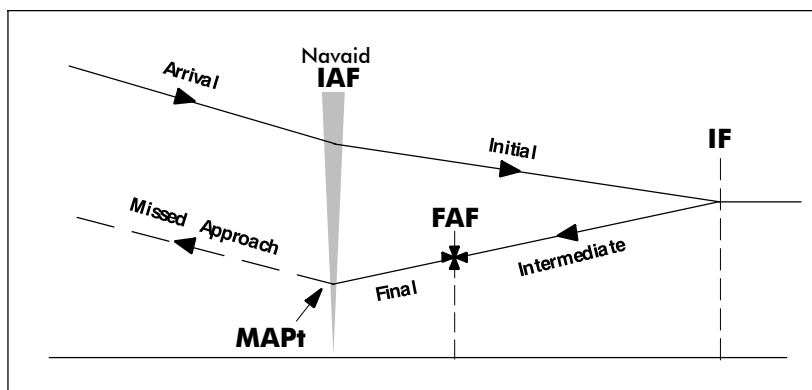 Navaid
IAF
Arrival
Initial
IF
Missed Approach
FAF
Intermediate
Final
MAPt